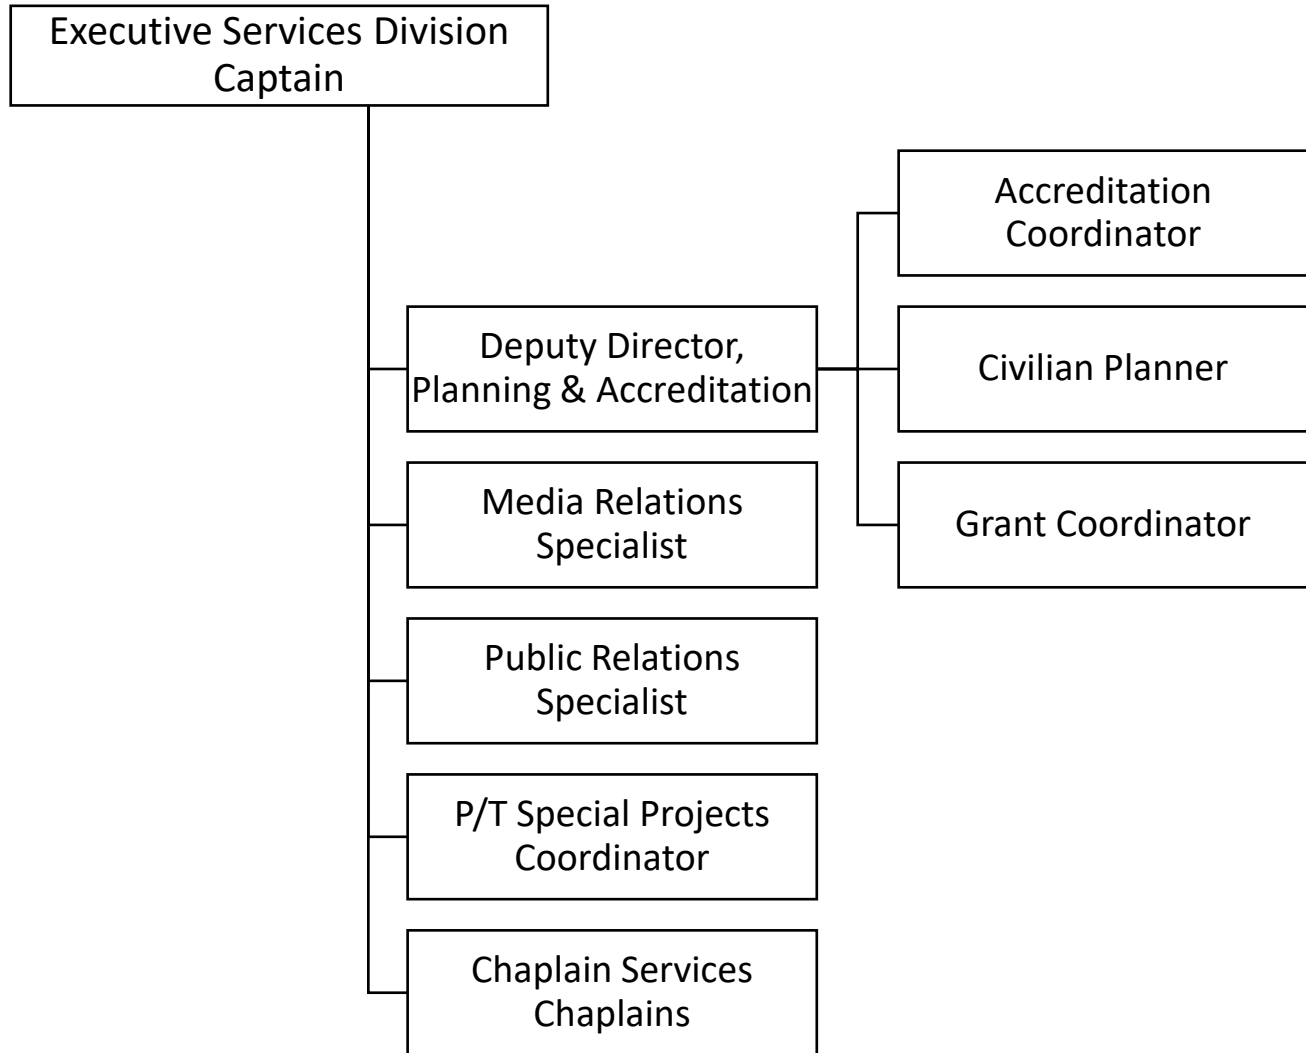 Executive Services Division
Captain
Accreditation
Coordinator
Deputy Director,
Planning & Accreditation
Civilian Planner
Media Relations
Specialist
Grant Coordinator
Public Relations
Specialist
P/T Special Projects
Coordinator
Chaplain Services
Chaplains